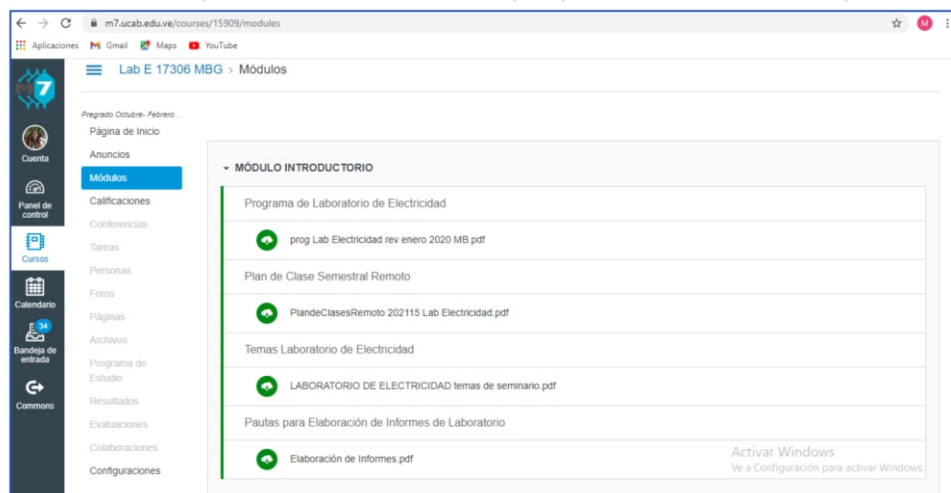 m7.ucab.edu.ve/courses/15909/modules
M
Aplicaciones Gmail Maps YouTube
7
Lab E 17306 MBG > Módulos
Pregrado Octubre- Febrero...
Página de Inicio
Anuncios
Módulos
Calificaciones
Conferencias
Tareas
Personas
Foros
Páginas
Archivos
Programa de
Estudio
Resultados
Evaluaciones
Colaboraciones
Configuraciones
Cuenta
Panel de
control
Cursos
Calendario
34
Bandeja de
entrada
Commons
MÓDULO INTRODUCTORIO
Programa de Laboratorio de Electricidad
prog Lab Electricidad rev enero 2020 MB.pdf
Plan de Clase Semestral Remoto
PlandeClasesRemoto 202115 Lab Electricidad.pdf
Temas Laboratorio de Electricidad
LABORATORIO DE ELECTRICIDAD temas de seminario.pdf
Pautas para Elaboración de Informes de Laboratorio
Elaboración de Informes.pdf
Activar Windows
Ve a Configuración para activar Windows.